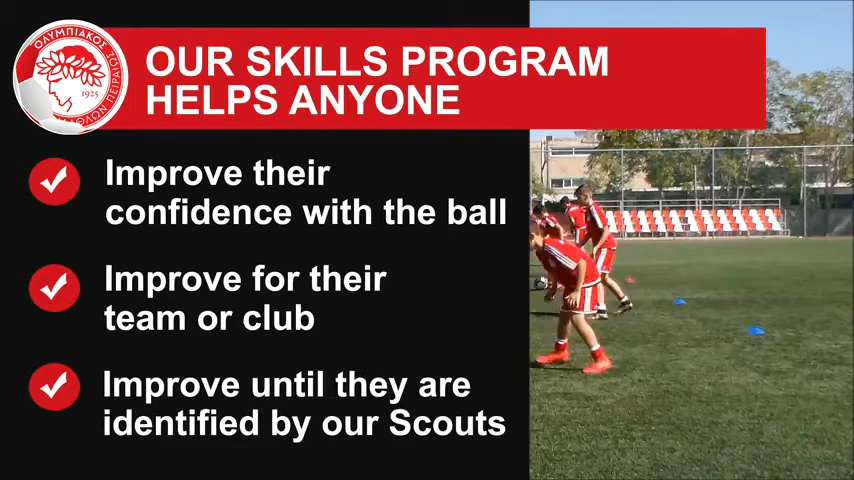 ΟΛΥΜΠΙΑΚΟΣ
ΟΛΥΜΠΙΑΚΟΣ
1925
OUR SKILLS PROGRAM
HELPS ANYONE
Improve their
confidence with the ball
Improve for their
team or club
Improve until they are
identified by our Scouts